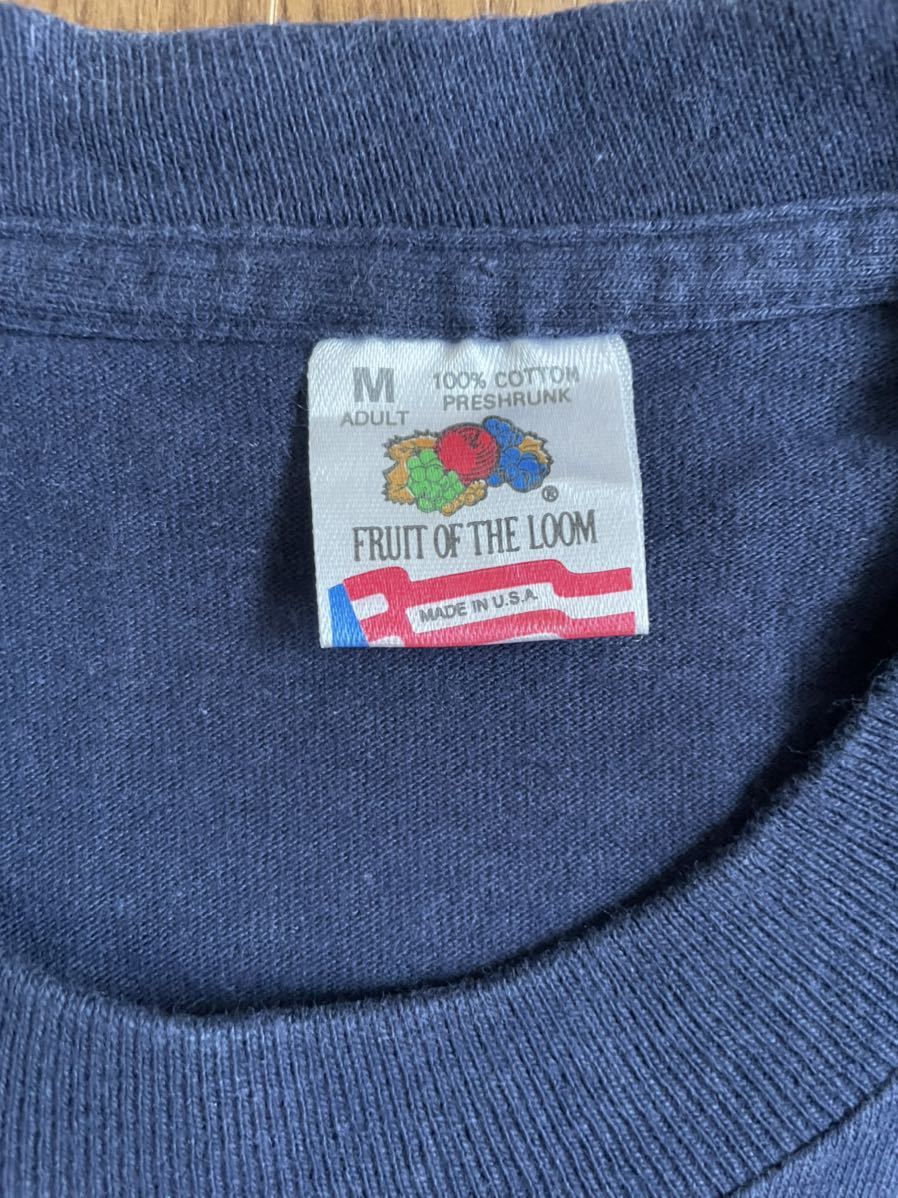 M 100% COTTON
ADULT PRESHRUNK
®
FRUIT OF THE LOOM
MADE IN U.S.A.